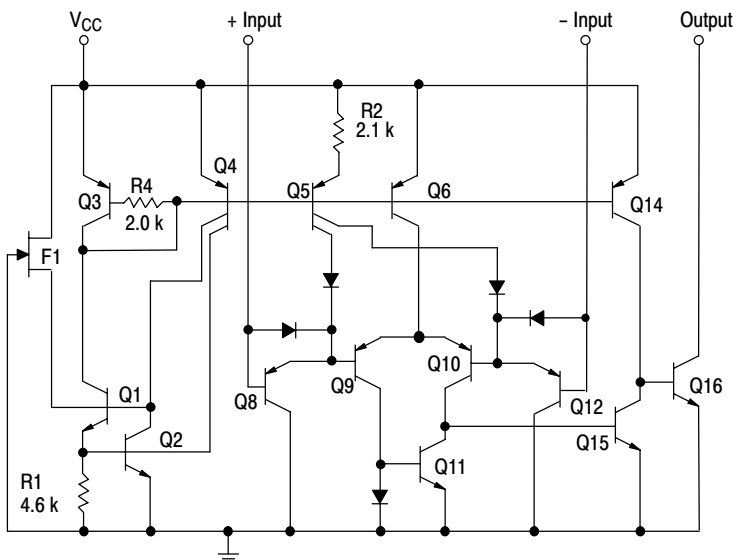 VCC
+ Input
– Input
Output
R2
2.1 k
Q4
Q3
R4
2.0 k
Q5
Q6
Q14
F1
Q1
Q2
Q8
Q9
Q10
Q12
Q16
Q15
Q11
R1
4.6 k